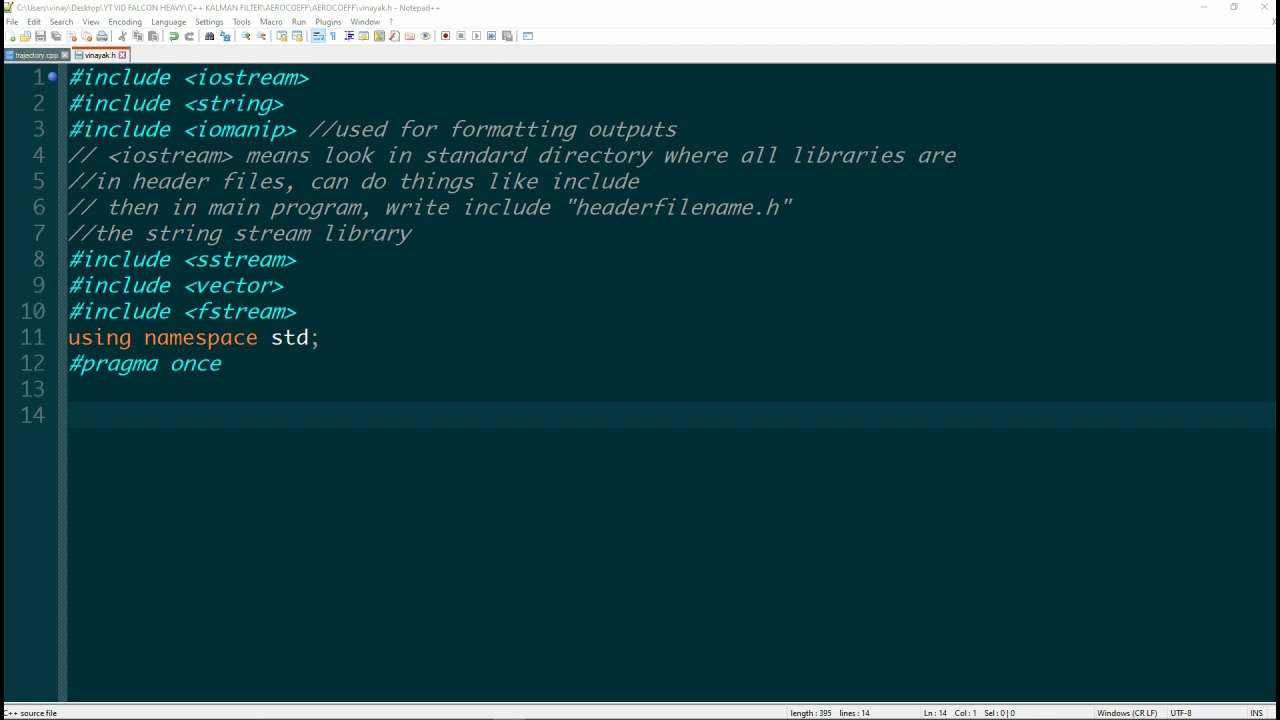 C:\Users\vinay\Desktop\YT VID FALCON HEAVY\C++ KALMAN FILTER\AEROCOEFF\AEROCOEFF\vinayak.h - Notepad++
File Edit Search View Encoding Language Settings Tools Macro Run Plugins Window ?
trajectory.cpp vinayak.h
1 #include <iostream>
2 #include <string>
3 #include <iomanip> //used for formatting outputs
4 // <iostream> means look in standard directory where all libraries are
5 //in header files, can do things like include
6 // then in main program, write include "headerfilename.h"
7 //the string stream library
8 #include <sstream>
9 #include <vector>
10 #include <fstream>
11 using namespace std;
12 #pragma once
13
14
C++ source file length : 395 lines : 14 Ln : 14 Col : 1 Sel : 0 | 0 Windows (CR LF) UTF-8 INS